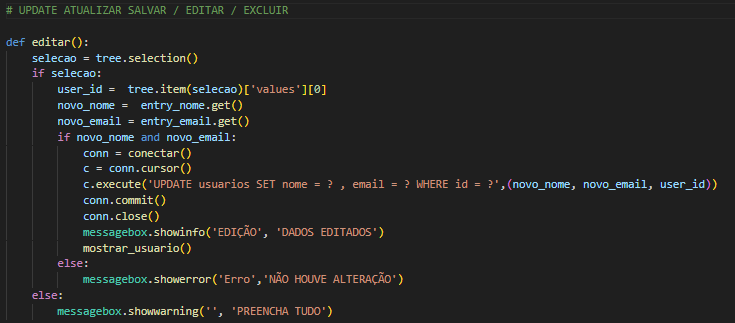 # UPDATE ATUALIZAR SALVAR / EDITAR / EXCLUIR
def editar():
    selecao = tree.selection()
    if selecao:
        user_id =  tree.item(selecao)['values'][0]
        novo_nome =  entry_nome.get()
        novo_email = entry_email.get()
        if novo_nome and novo_email:
            conn = conectar()
            c = conn.cursor()
            c.execute('UPDATE usuarios SET nome = ? , email = ? WHERE id = ?',(novo_nome, novo_email, user_id))
            conn.commit()
            conn.close()
            messagebox.showinfo('EDIÇÃO', 'DADOS EDITADOS')
            mostrar_usuario()
        else:
            messagebox.showerror('Erro','NÃO HOUVE ALTERAÇÃO')
    else:
        messagebox.showwarning('', 'PREENCHA TUDO')